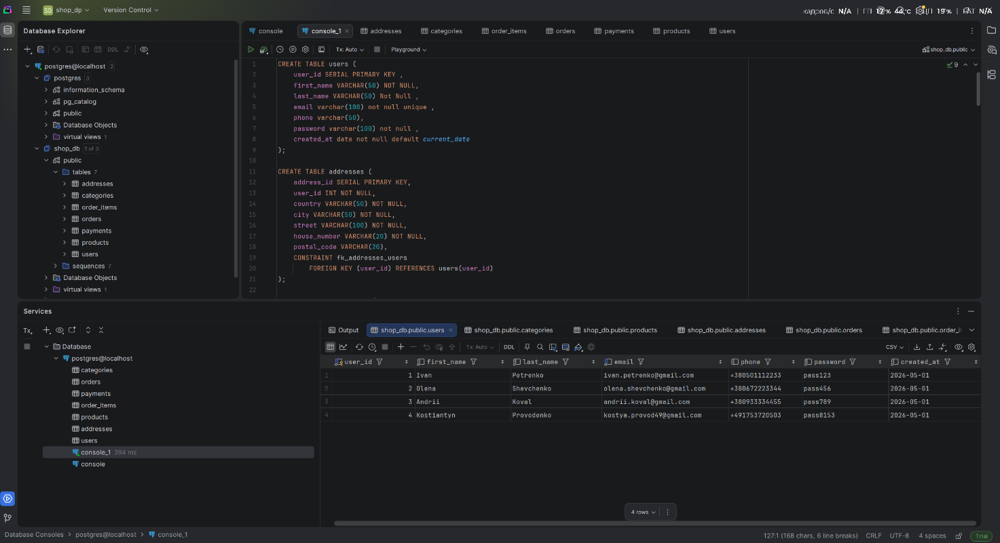 SD shop_dp Version Control
кадров/с N/A | ГП 17% 44°C | ЦП 19% | БАТ N/A
Database Explorer
DDL
postgres@localhost 2
postgres 3
information_schema
pg_catalog
public
Database Objects
virtual views 1
shop_db 1 of 3
public
tables 7
addresses
categories
order_items
orders
payments
products
users
sequences 7
Database Objects
virtual views 1
console console_1 addresses categories order_items orders payments products users
Tx: Auto Playground shop_db.public
9
1 CREATE TABLE users (
2 user_id SERIAL PRIMARY KEY ,
3 first_name VARCHAR(50) NOT NULL,
4 last_name VARCHAR(50) Not Null ,
5 email varchar(100) not null unique ,
6 phone varchar(50),
7 password varchar(100) not null ,
8 created_at date not null default current_date
9 );
10
11 CREATE TABLE addresses (
12 address_id SERIAL PRIMARY KEY,
13 user_id INT NOT NULL,
14 country VARCHAR(50) NOT NULL,
15 city VARCHAR(50) NOT NULL,
16 street VARCHAR(100) NOT NULL,
17 house_number VARCHAR(20) NOT NULL,
18 postal_code VARCHAR(20),
19 CONSTRAINT fk_addresses_users
20 FOREIGN KEY (user_id) REFERENCES users(user_id)
21 );
22
Services
Tx
Database
postgres@localhost
categories
orders
payments
order_items
products
addresses
users
console_1 394 ms
console
Output shop_db.public.users shop_db.public.categories shop_db.public.products shop_db.public.addresses shop_db.public.orders shop_db.public.order_i
Tx: Auto DDL CSV
user_id first_name last_name email phone password created_at
1 1 Ivan Petrenko ivan.petrenko@gmail.com +380501112233 pass123 2026-05-01
2 2 Olena Shevchenko olena.shevchenko@gmail.com +380672223344 pass456 2026-05-01
3 3 Andrii Koval andrii.koval@gmail.com +380933334455 pass789 2026-05-01
4 4 Kostiantyn Provodenko kostya.provod49@gmail.com +491753720503 pass8153 2026-05-01
4 rows
Database Consoles > postgres@localhost > console_1
127:1 (168 chars, 6 line breaks) CRLF UTF-8 4 spaces Trial